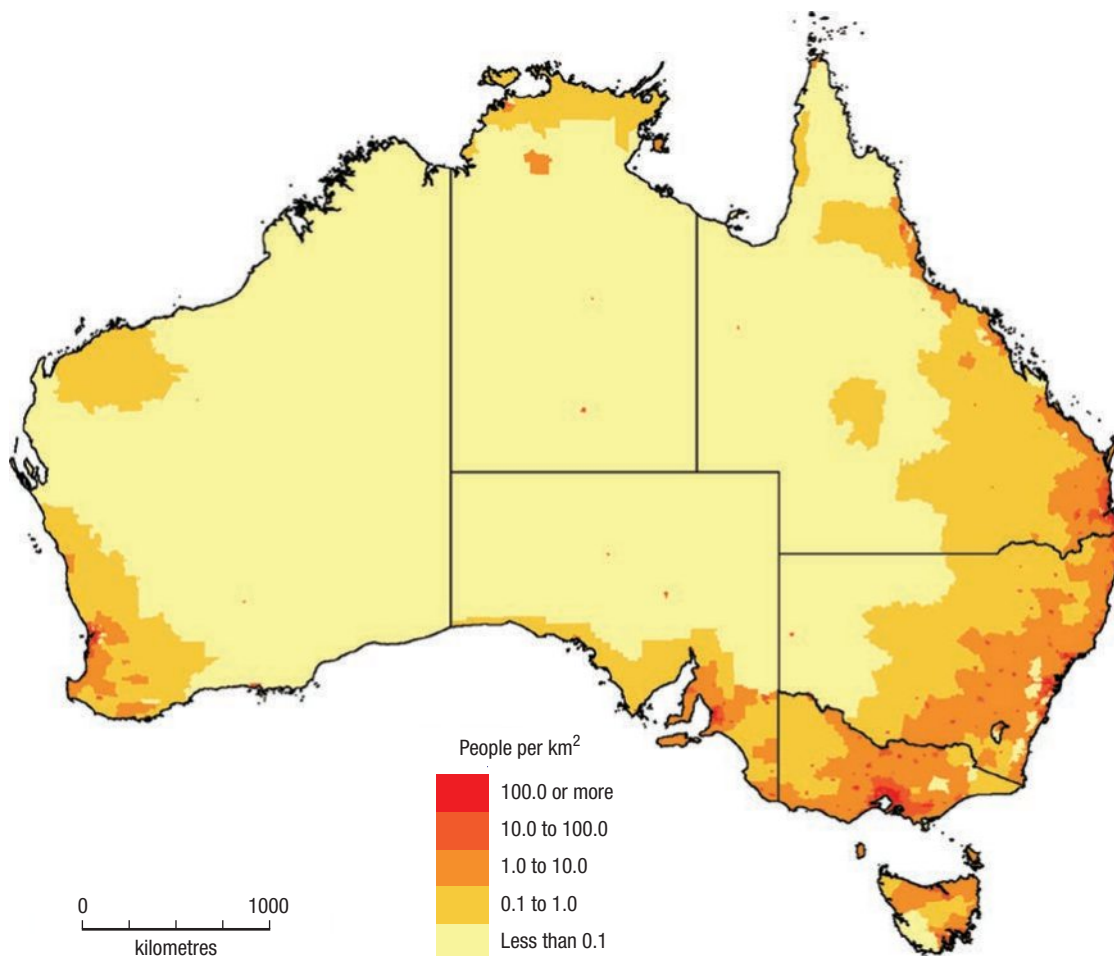 People per km²
100.0 or more
10.0 to 100.0
1.0 to 10.0
0.1 to 1.0
Less than 0.1
0 1000
kilometres